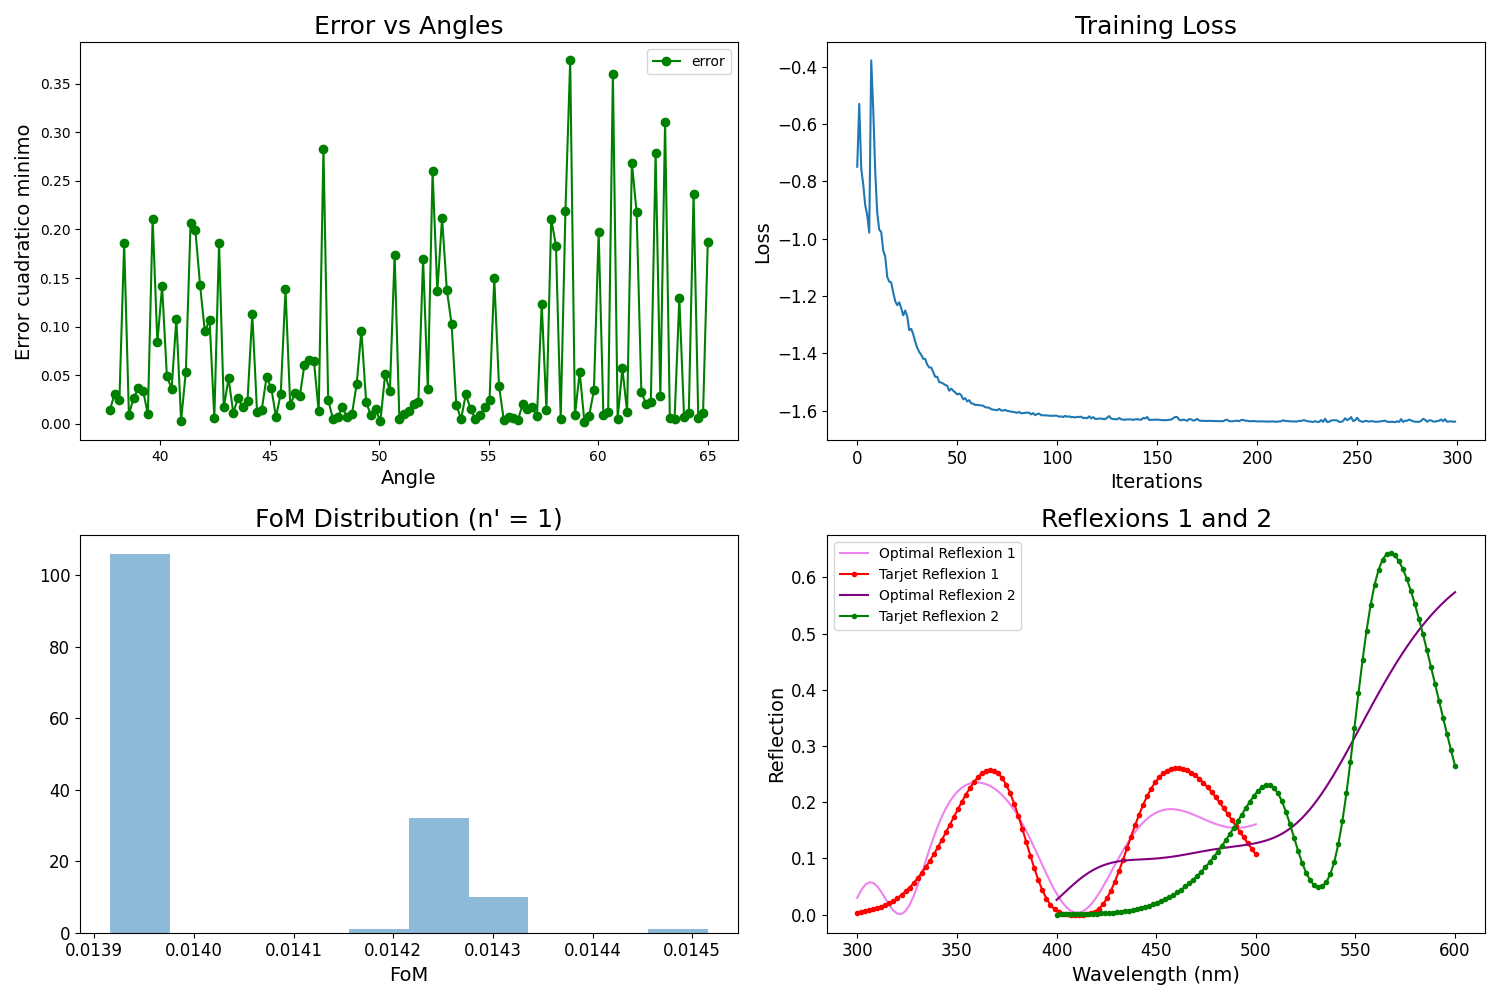 Error vs Angles
error
0.35
0.30
0.25
0.20
0.15
0.10
0.05
0.00
Error cuadratico minimo
40 45 50 55 60 65
Angle
Training Loss
−0.4
−0.6
−0.8
−1.0
−1.2
−1.4
−1.6
Loss
0 50 100 150 200 250 300
Iterations
FoM Distribution (n' = 1)
100
80
60
40
20
0
0.0139 0.0140 0.0141 0.0142 0.0143 0.0144 0.0145
FoM
Reflexions 1 and 2
Optimal Reflexion 1
Tarjet Reflexion 1
Optimal Reflexion 2
Tarjet Reflexion 2
0.6
0.5
0.4
0.3
0.2
0.1
0.0
Reflection
300 350 400 450 500 550 600
Wavelength (nm)